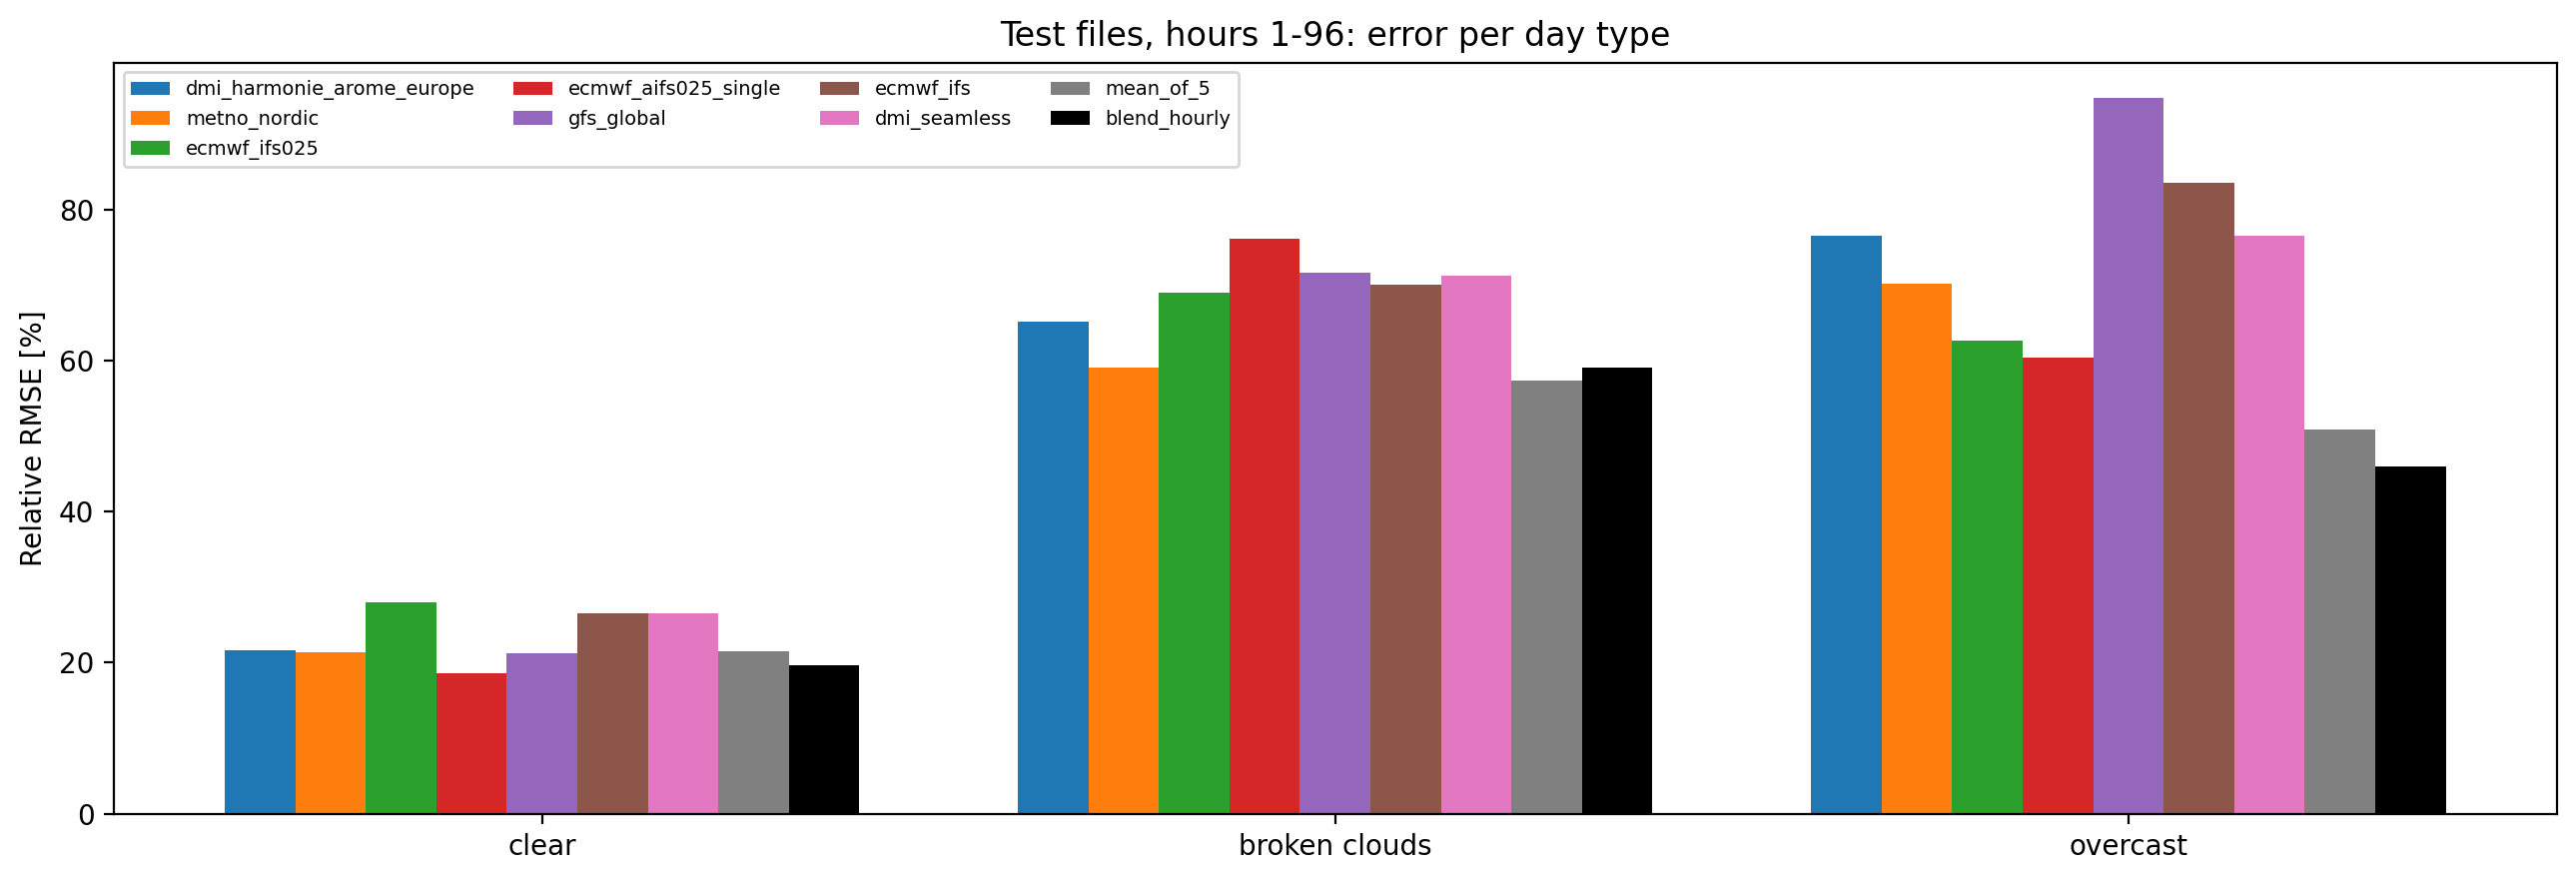 Test files, hours 1-96: error per day type
dmi_harmonie_arome_europe
metno_nordic
ecmwf_ifs025
ecmwf_aifs025_single
gfs_global
ecmwf_ifs
dmi_seamless
mean_of_5
blend_hourly
Relative RMSE [%]
80
60
40
20
0
clear
broken clouds
overcast